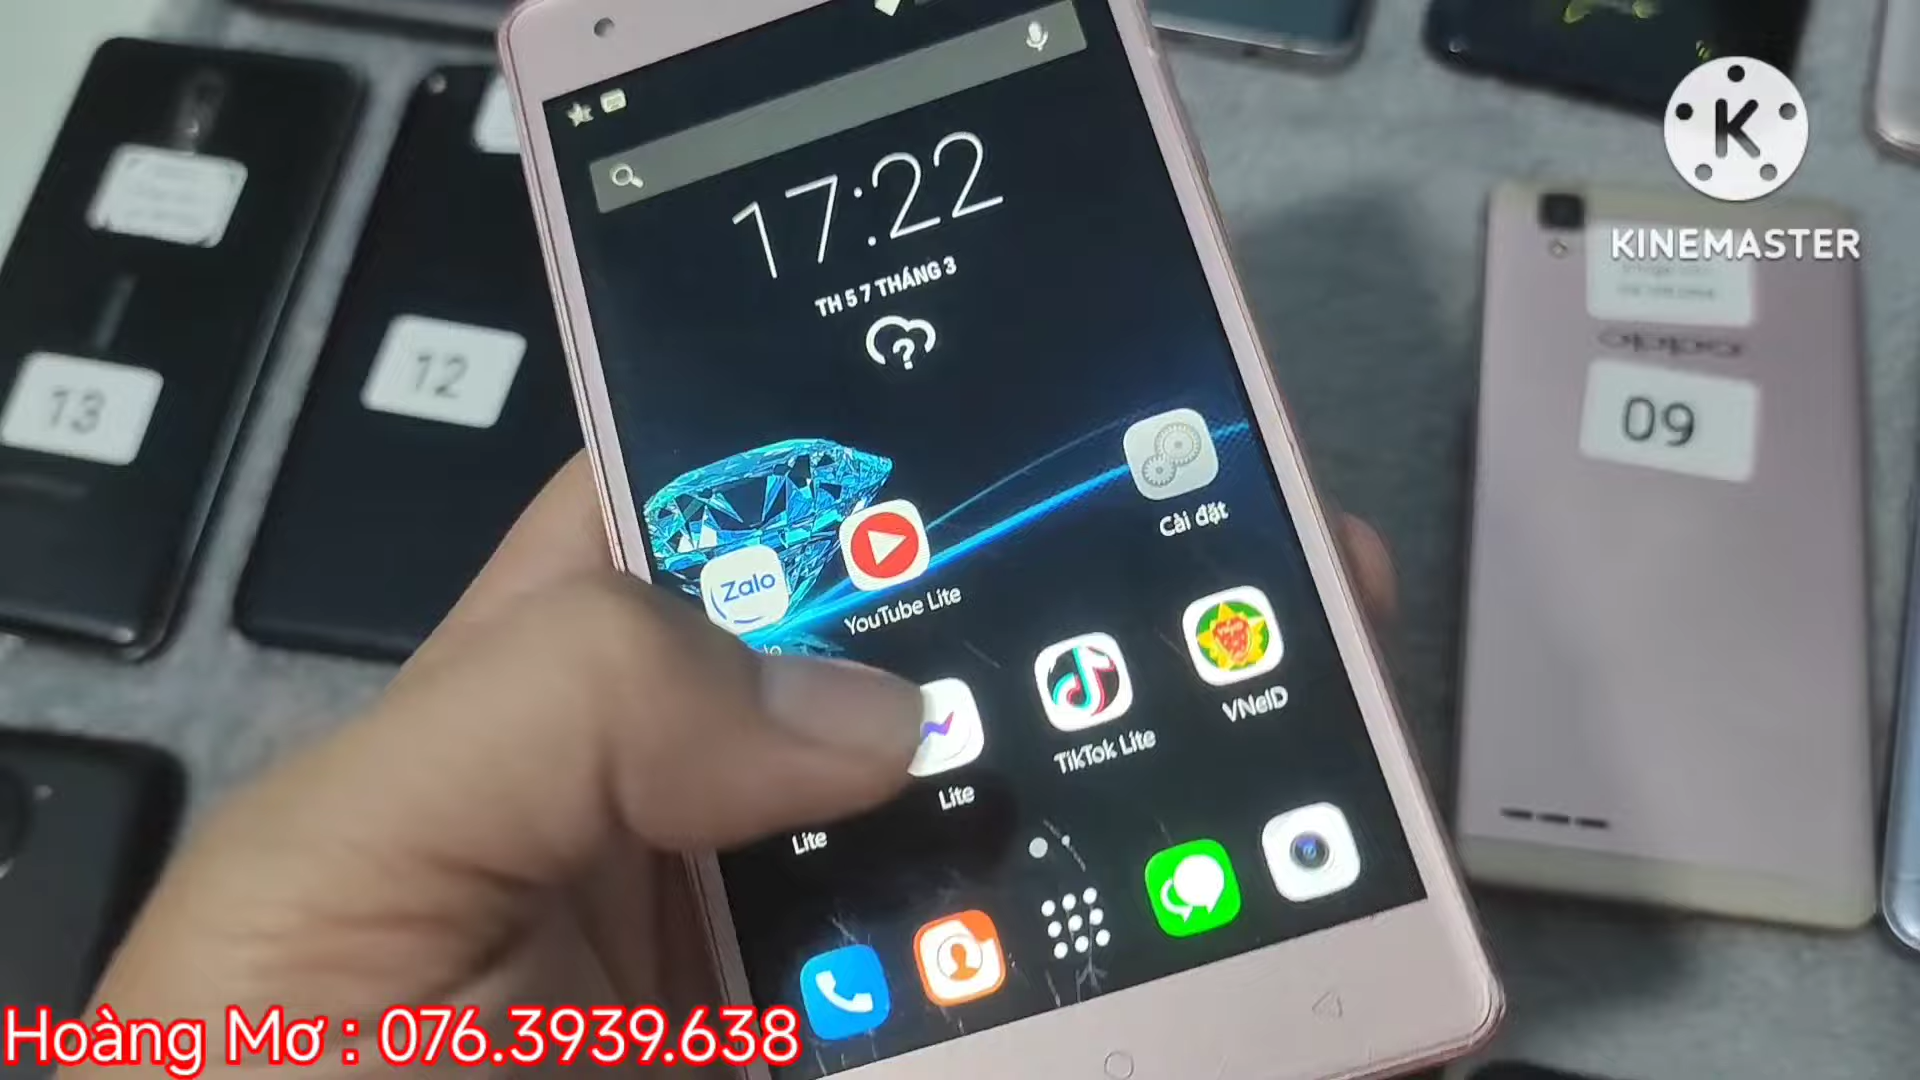 17:22
TH 5 7 THÁNG 3
?
Cài đặt
Zalo
YouTube Lite
VNeID
TikTok Lite
Lite
Lite
13
12
K
KINEMASTER
oppo
09
Hoàng Mơ : 076.3939.638